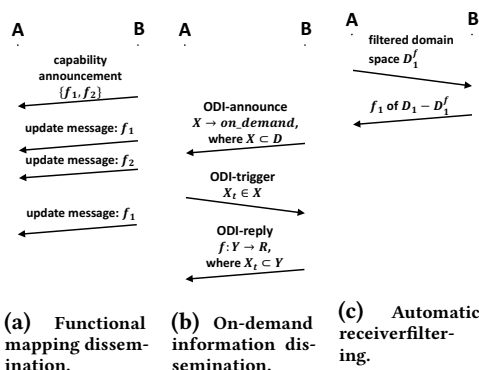 A
B
capability
announcement
{f₁, f₂}
update message: f₁
update message: f₂
update message: f₁
(a) Functional
mapping dissem-
ination.
A
B
ODI-announce
X → on_demand,
where X ⊂ D
ODI-trigger
Xₜ ∈ X
ODI-reply
f: Y → R,
where Xₜ ⊂ Y
(b) On-demand
information dis-
semination.
A
B
filtered domain
space D₁ᶠ
f₁ of D₁ − D₁ᶠ
(c) Automatic
receiverfilter-
ing.